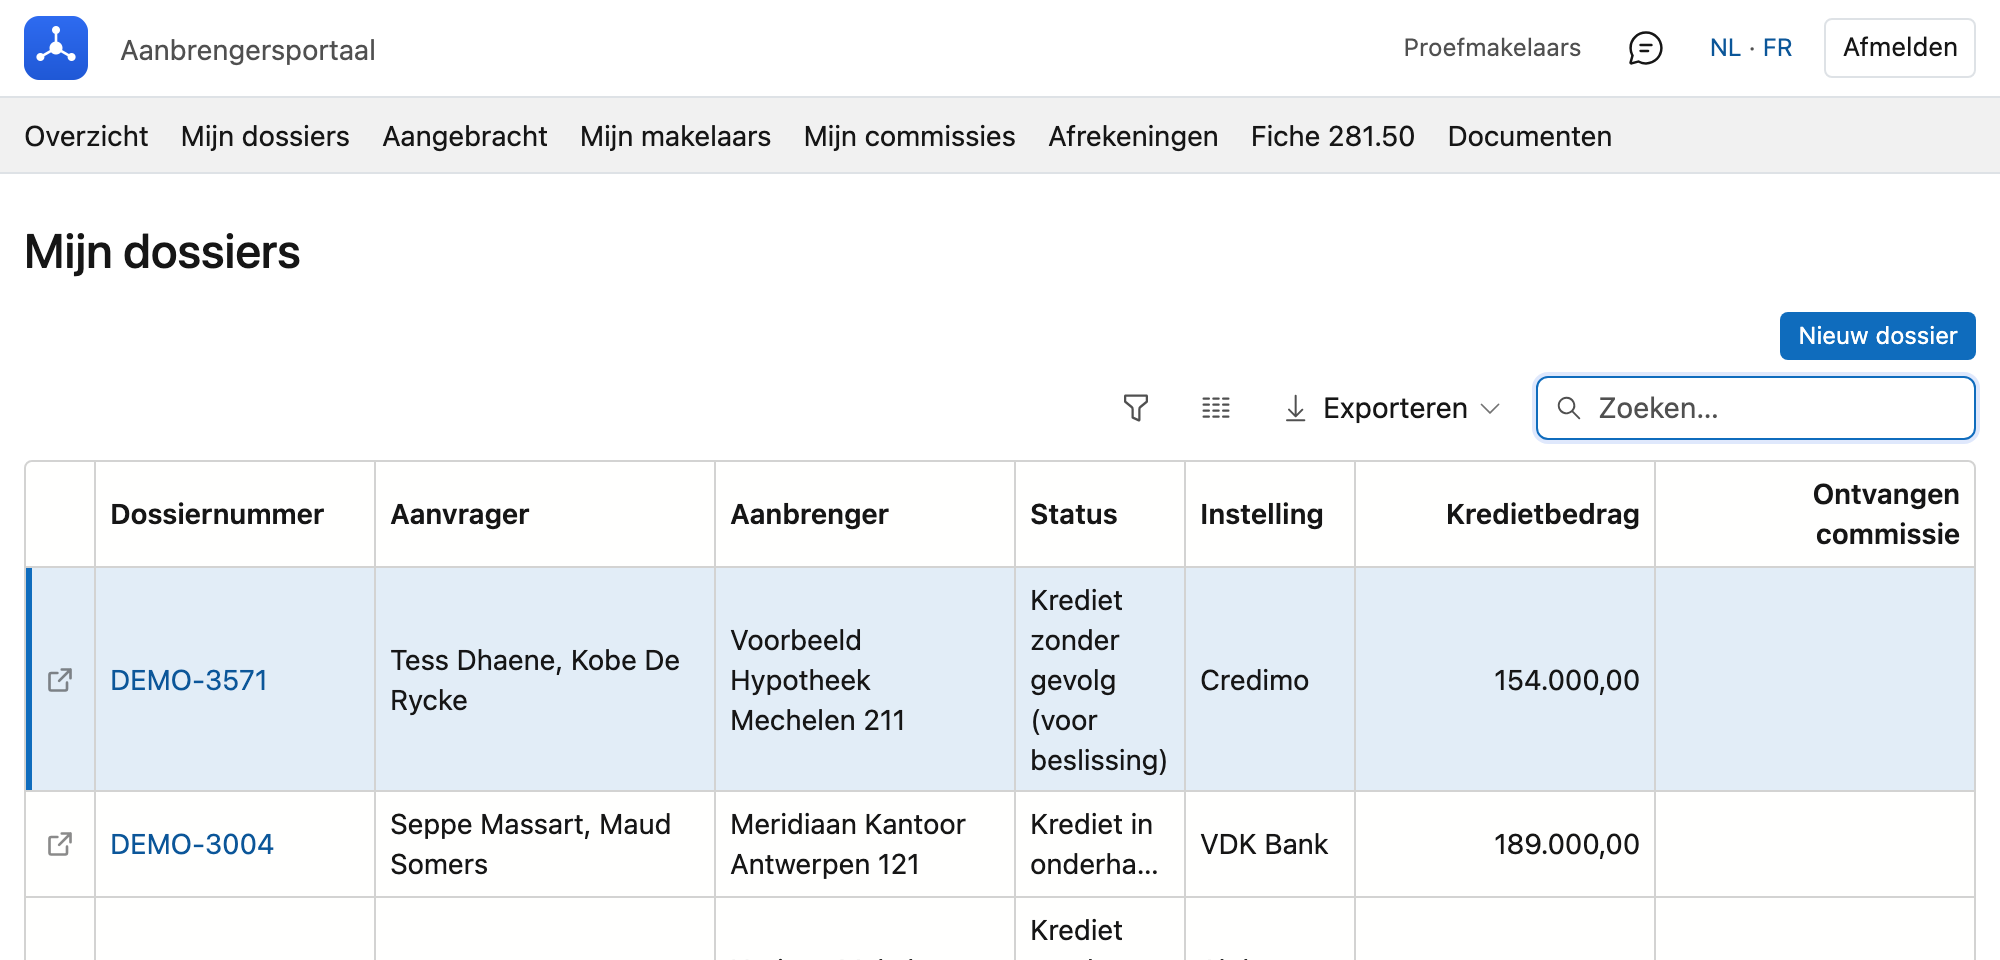 Aanbrengersportaal
Proefmakelaars
NL · FR
Afmelden
Overzicht
Mijn dossiers
Aangebracht
Mijn makelaars
Mijn commissies
Afrekeningen
Fiche 281.50
Documenten
Mijn dossiers
Nieuw dossier
Exporteren
Zoeken...
Dossiernummer
Aanvrager
Aanbrenger
Status
Instelling
Kredietbedrag
Ontvangen
commissie
DEMO-3571
Tess Dhaene, Kobe De
Rycke
Voorbeeld
Hypotheek
Mechelen 211
Krediet
zonder
gevolg
(voor
beslissing)
Credimo
154.000,00
DEMO-3004
Seppe Massart, Maud
Somers
Meridiaan Kantoor
Antwerpen 121
Krediet in
onderha...
VDK Bank
189.000,00
Krediet